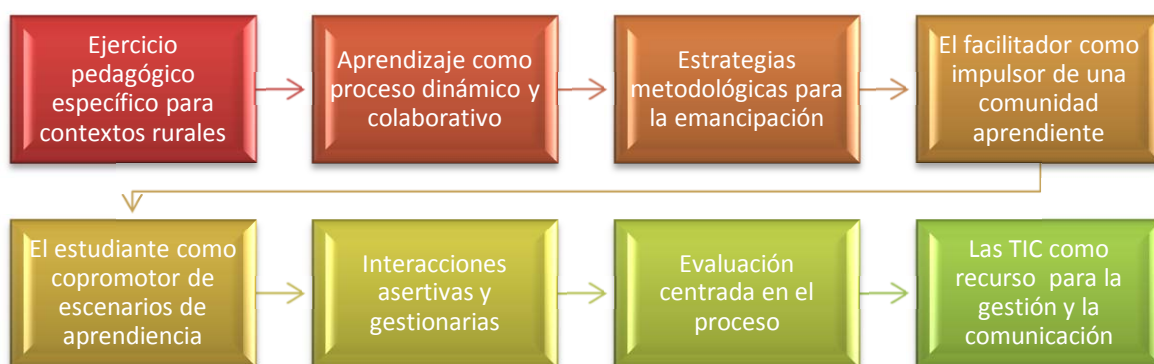 Ejercicio
pedagógico
específico para
contextos rurales
Aprendizaje como
proceso dinámico y
colaborativo
Estrategias
metodológicas para
la emancipación
El facilitador como
impulsor de una
comunidad
aprendiente
El estudiante como
copromotor de
escenarios de
aprendiencia
Interacciones
asertivas y
gestionarias
Evaluación
centrada en el
proceso
Las TIC como
recurso para la
gestión y la
comunicación